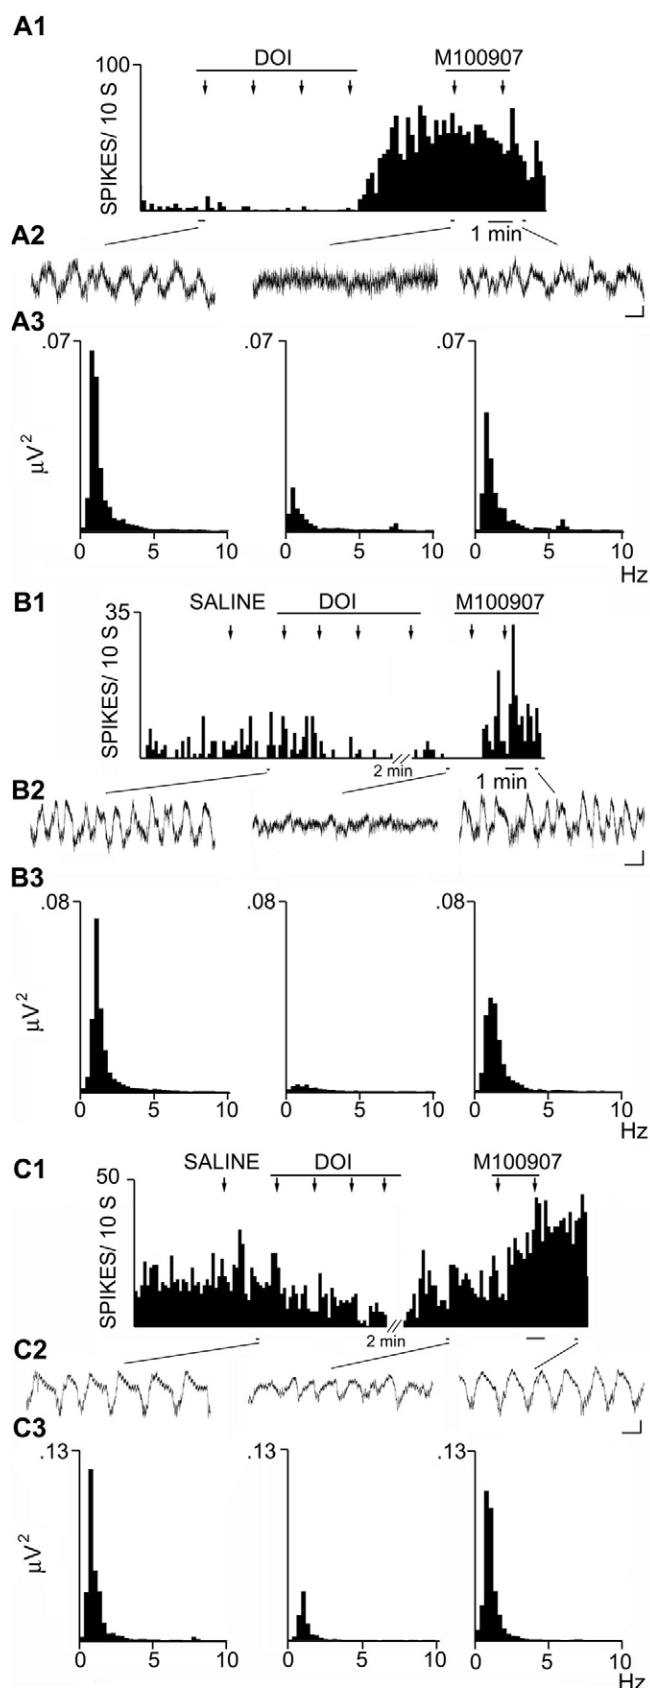 A1
DOI M100907
100
SPIKES/ 10 S
A2
1 min
A3
.07 .07 .07
µV2
0 5 10 0 5 10 0 5 10
Hz
B1
SALINE DOI M100907
35
SPIKES/ 10 S
2 min 1 min
B2
B3
.08 .08 .08
µV2
0 5 10 0 5 10 0 5 10
Hz
C1
SALINE DOI M100907
50
SPIKES/ 10 S
2 min
C2
C3
.13 .13 .13
µV2
0 5 10 0 5 10 0 5 10
Hz